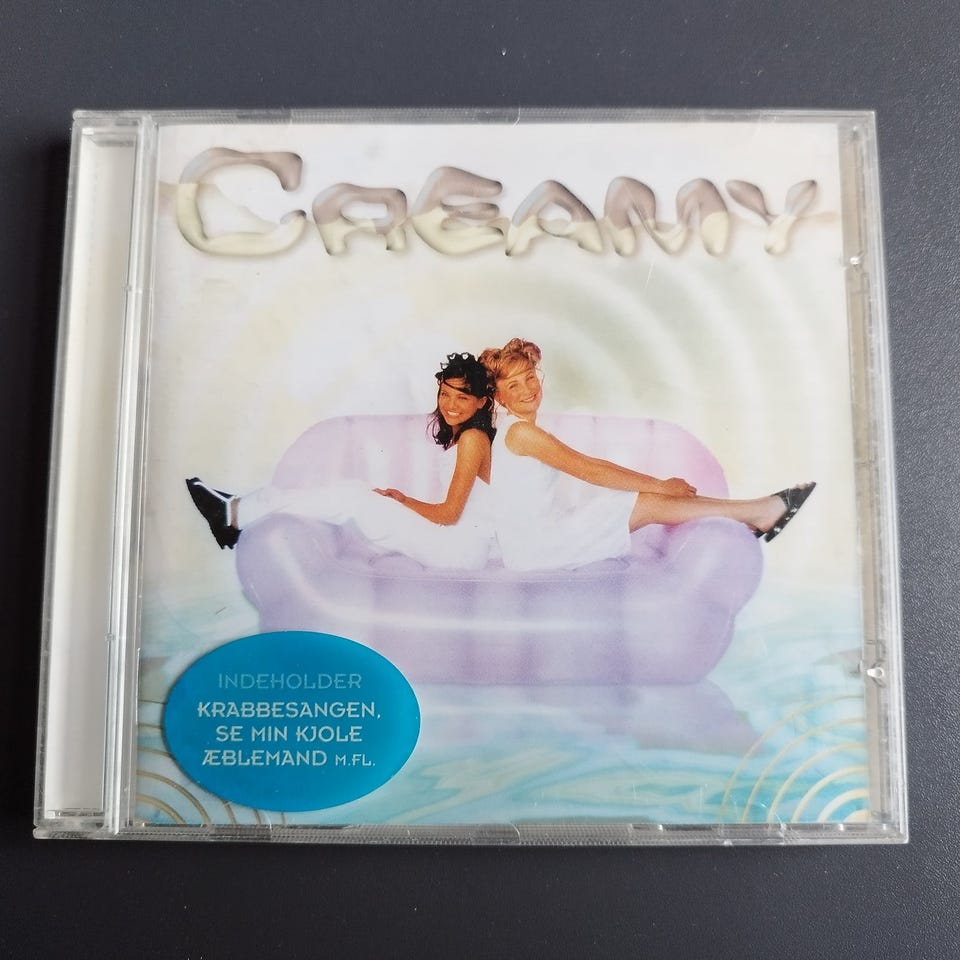 CREAMY
INDEHOLDER
KRABBESANGEN,
SE MIN KJOLE
ÆBLEMAND M.FL.